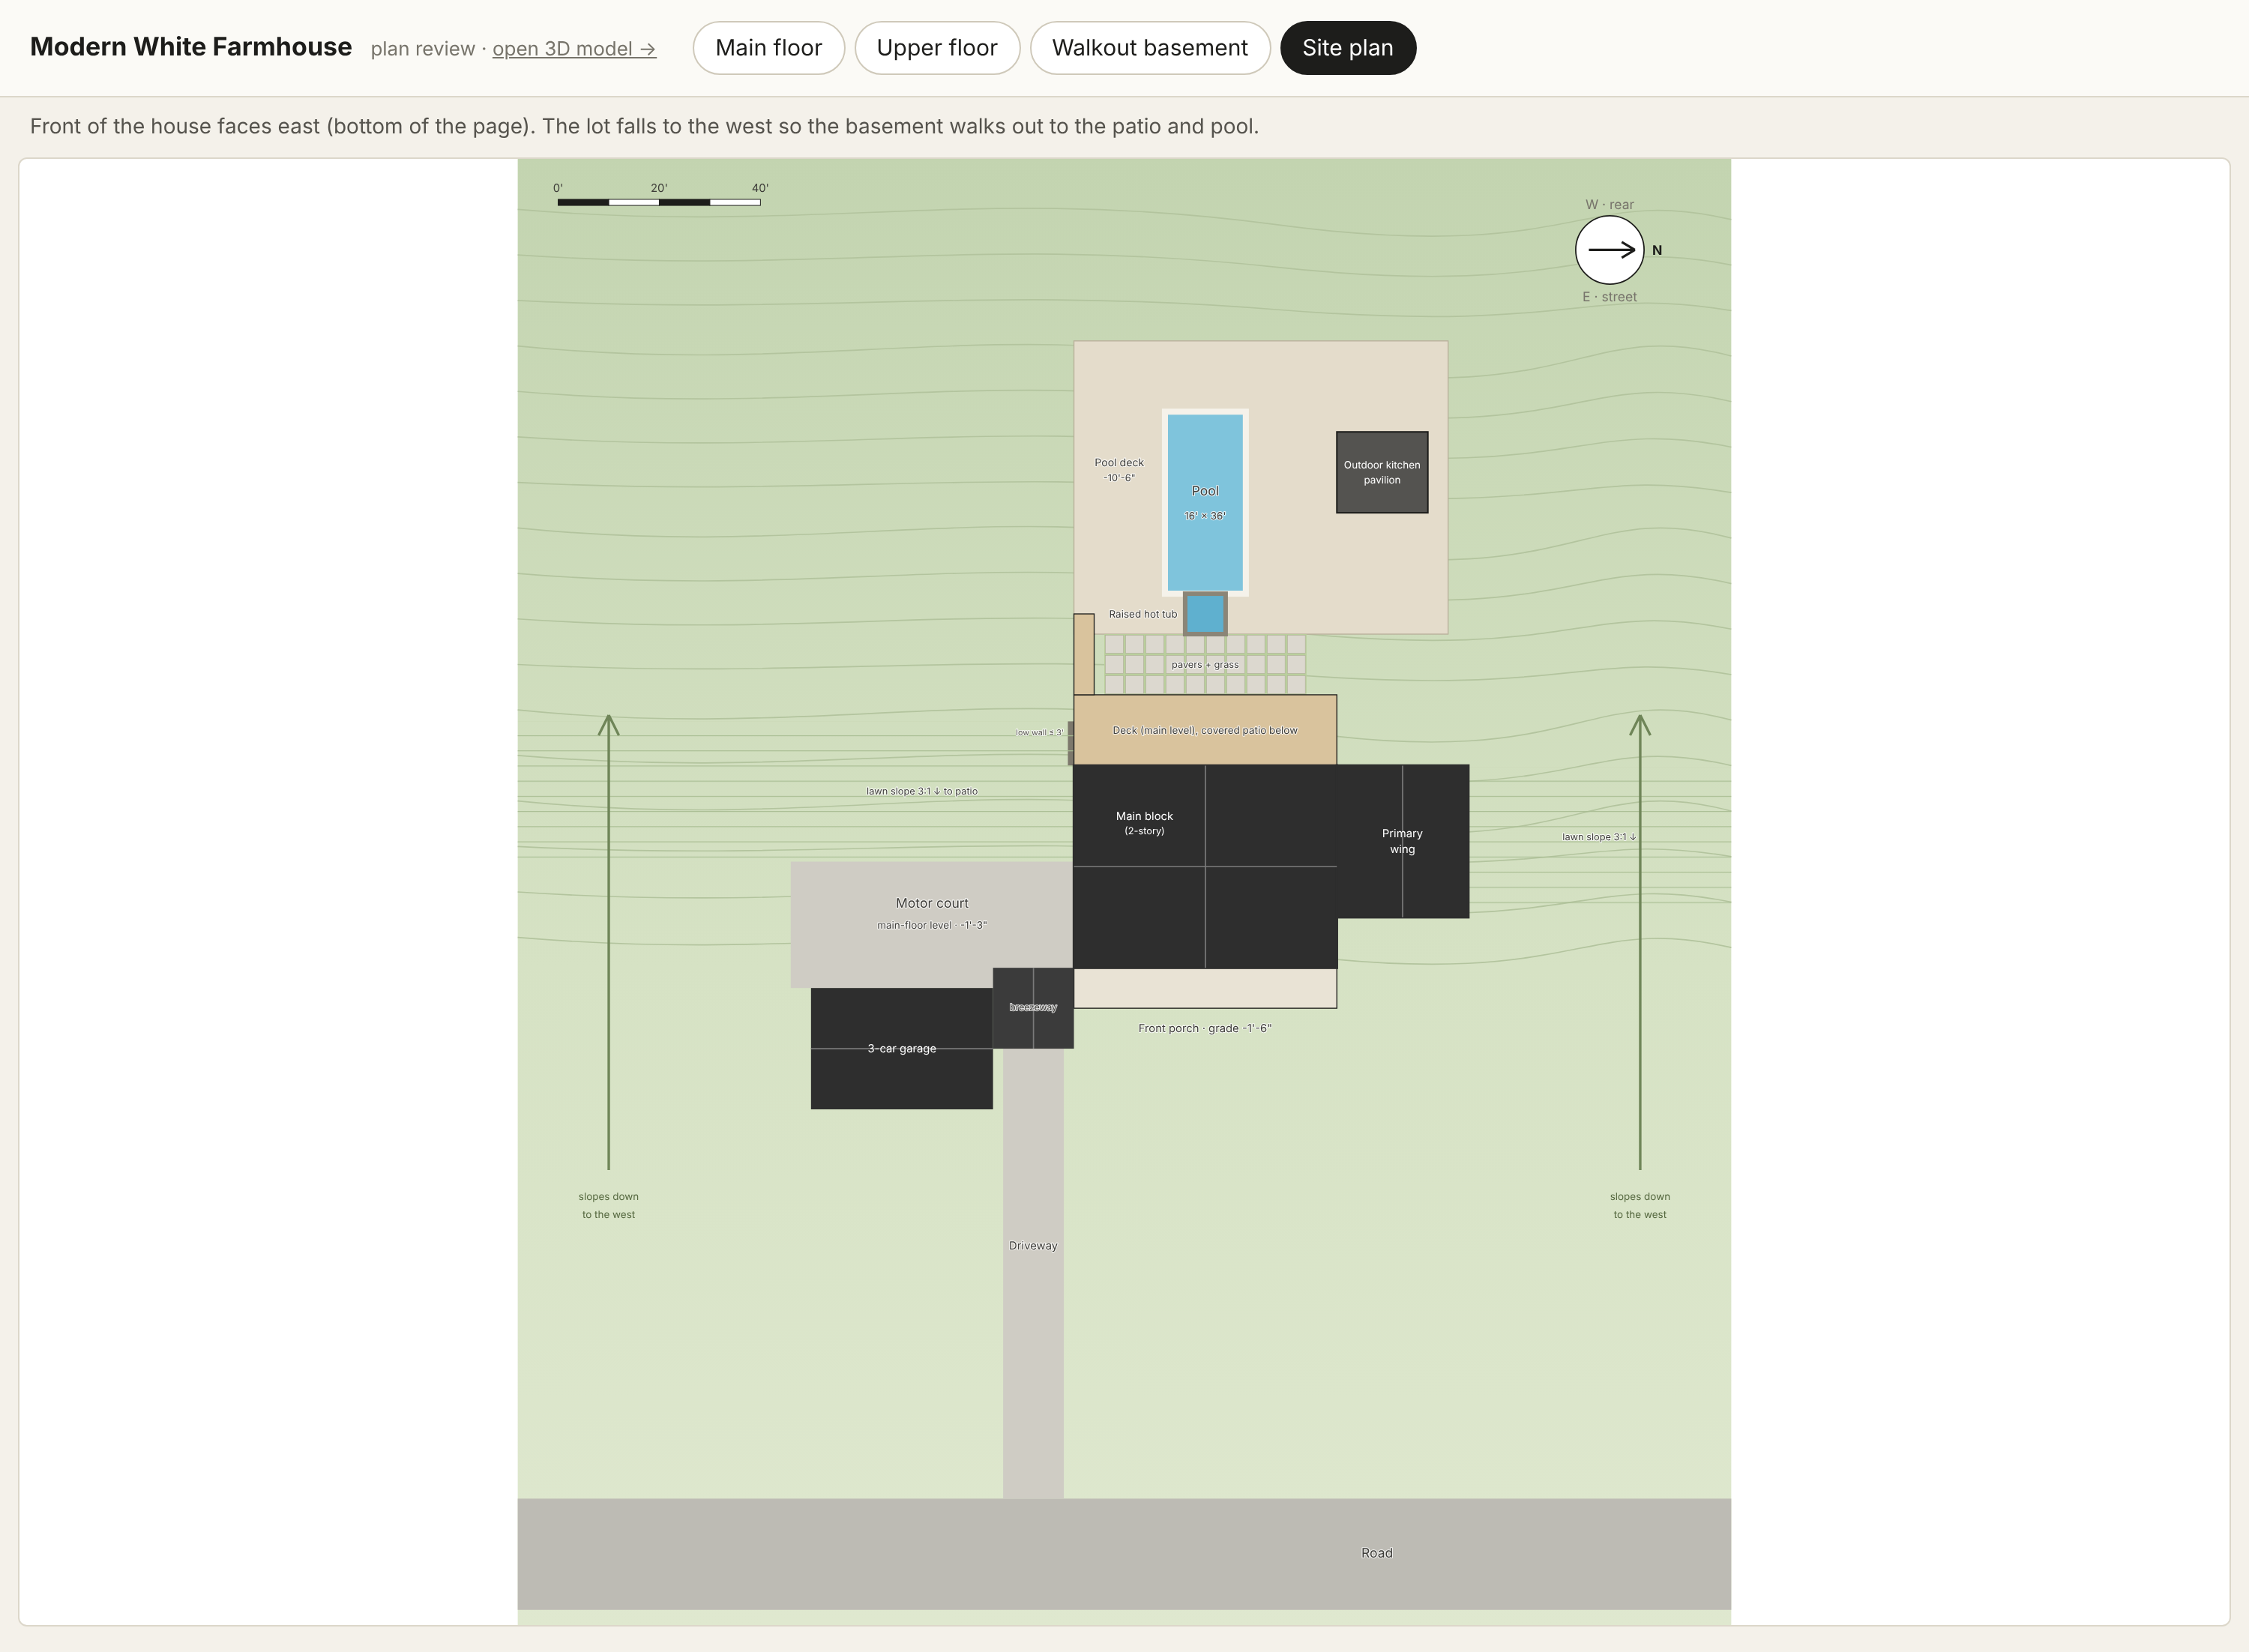 Modern White Farmhouse plan review · open 3D model → Main floor Upper floor Walkout basement Site plan
Front of the house faces east (bottom of the page). The lot falls to the west so the basement walks out to the patio and pool.
0' 20' 40'
W · rear
N
E · street
Pool deck
-10'-6"
Pool
16' × 36'
Outdoor kitchen
pavilion
Raised hot tub
pavers + grass
low wall ≤ 3'
Deck (main level), covered patio below
lawn slope 3:1 ↓ to patio
Main block
(2-story)
Primary
wing
lawn slope 3:1 ↓
Motor court
main-floor level · -1'-3"
breezeway
Front porch · grade -1'-6"
3-car garage
slopes down
to the west
slopes down
to the west
Driveway
Road